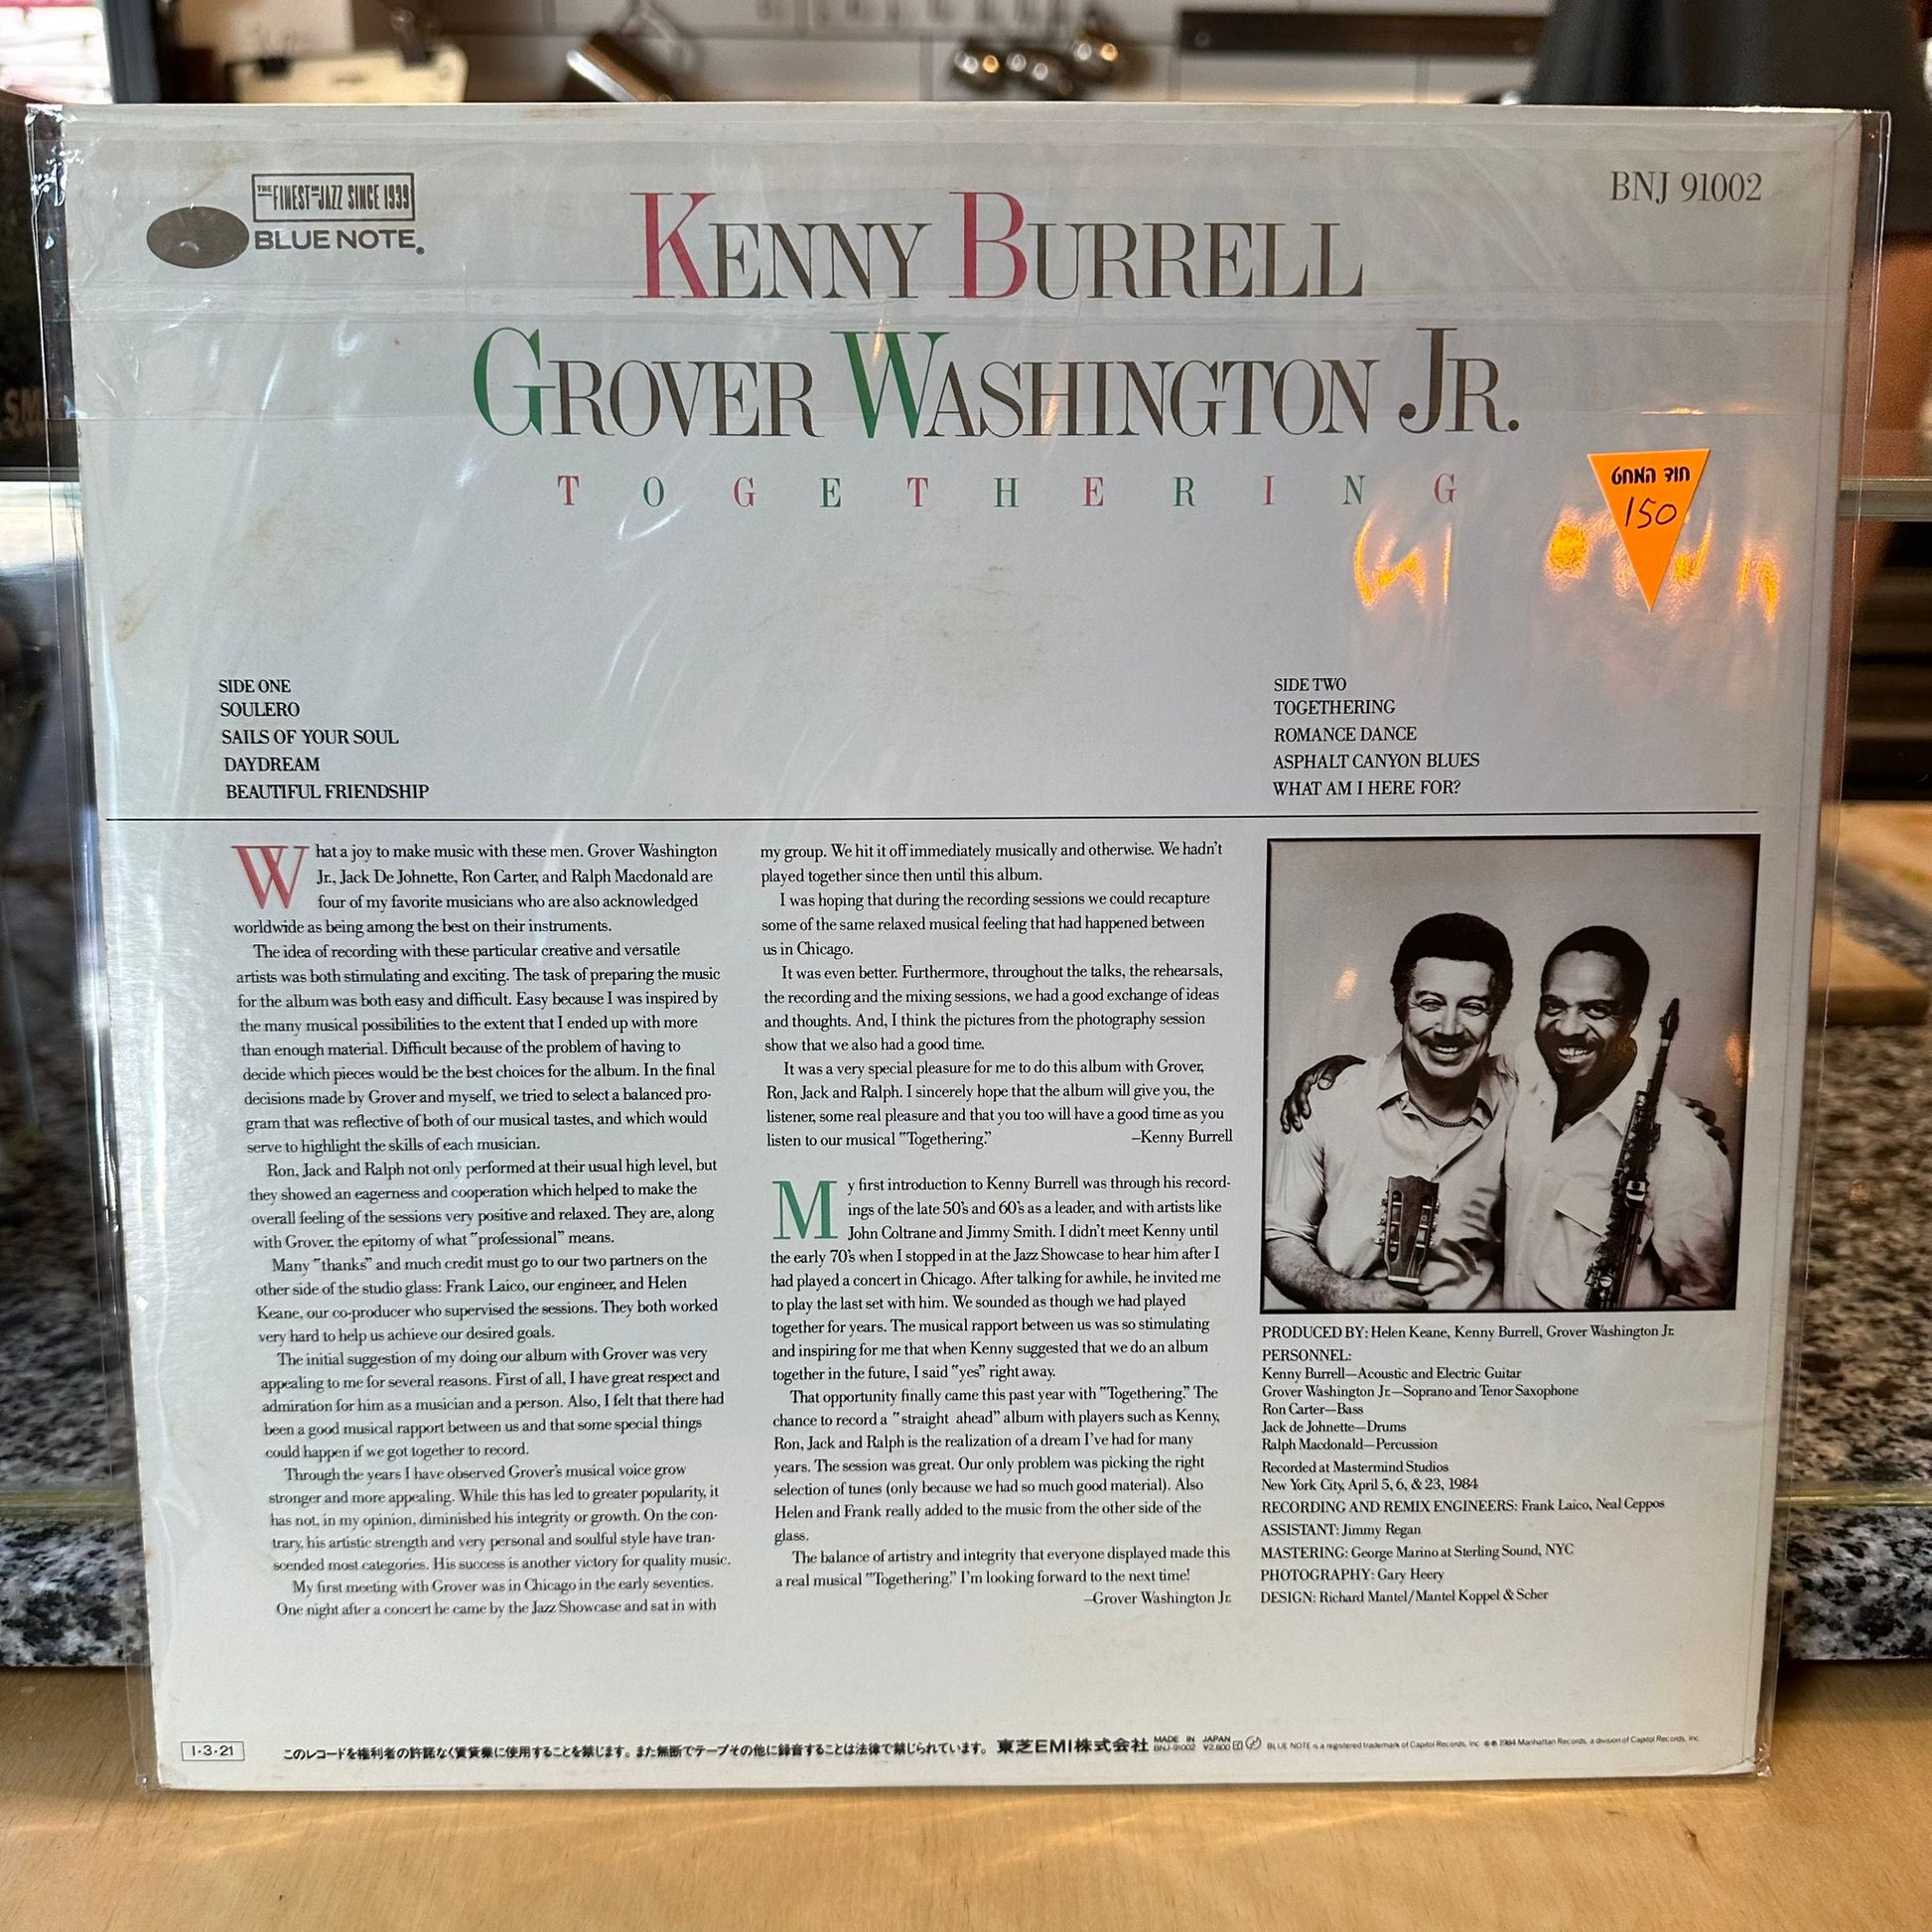 THE FINEST IN JAZZ SINCE 1939
BLUE NOTE®
BNJ 91002
KENNY BURRELL
GROVER WASHINGTON JR.
TOGETHERING
חוד המחט
150
SIDE ONE
SOULERO
SAILS OF YOUR SOUL
DAYDREAM
BEAUTIFUL FRIENDSHIP
SIDE TWO
TOGETHERING
ROMANCE DANCE
ASPHALT CANYON BLUES
WHAT AM I HERE FOR?
What a joy to make music with these men. Grover Washington
Jr., Jack De Johnette, Ron Carter, and Ralph Macdonald are
four of my favorite musicians who are also acknowledged
worldwide as being among the best on their instruments.
The idea of recording with these particular creative and versatile
artists was both stimulating and exciting. The task of preparing the music
for the album was both easy and difficult. Easy because I was inspired by
the many musical possibilities to the extent that I ended up with more
than enough material. Difficult because of the problem of having to
decide which pieces would be the best choices for the album. In the final
decisions made by Grover and myself, we tried to select a balanced pro-
gram that was reflective of both of our musical tastes, and which would
serve to highlight the skills of each musician.
Ron, Jack and Ralph not only performed at their usual high level, but
they showed an eagerness and cooperation which helped to make the
overall feeling of the sessions very positive and relaxed. They are, along
with Grover, the epitomy of what "professional" means.
Many "thanks" and much credit must go to our two partners on the
other side of the studio glass: Frank Laico, our engineer, and Helen
Keane, our co-producer who supervised the sessions. They both worked
very hard to help us achieve our desired goals.
The initial suggestion of my doing our album with Grover was very
appealing to me for several reasons. First of all, I have great respect and
admiration for him as a musician and a person. Also, I felt that there had
been a good musical rapport between us and that some special things
could happen if we got together to record.
Through the years I have observed Grover's musical voice grow
stronger and more appealing. While this has led to greater popularity, it
has not, in my opinion, diminished his integrity or growth. On the con-
trary, his artistic strength and very personal and soulful style have tran-
scended most categories. His success is another victory for quality music.
My first meeting with Grover was in Chicago in the early seventies.
One night after a concert he came by the Jazz Showcase and sat in with
my group. We hit it off immediately musically and otherwise. We hadn't
played together since then until this album.
I was hoping that during the recording sessions we could recapture
some of the same relaxed musical feeling that had happened between
us in Chicago.
It was even better. Furthermore, throughout the talks, the rehearsals,
the recording and the mixing sessions, we had a good exchange of ideas
and thoughts. And, I think the pictures from the photography session
show that we also had a good time.
It was a very special pleasure for me to do this album with Grover,
Ron, Jack and Ralph. I sincerely hope that the album will give you, the
listener, some real pleasure and that you too will have a good time as you
listen to our musical "Togethering." –Kenny Burrell
My first introduction to Kenny Burrell was through his record-
ings of the late 50's and 60's as a leader, and with artists like
John Coltrane and Jimmy Smith. I didn't meet Kenny until
the early 70's when I stopped in at the Jazz Showcase to hear him after I
had played a concert in Chicago. After talking for awhile, he invited me
to play the last set with him. We sounded as though we had played
together for years. The musical rapport between us was so stimulating
and inspiring for me that when Kenny suggested that we do an album
together in the future, I said "yes" right away.
That opportunity finally came this past year with "Togethering." The
chance to record a "straight ahead" album with players such as Kenny,
Ron, Jack and Ralph is the realization of a dream I've had for many
years. The session was great. Our only problem was picking the right
selection of tunes (only because we had so much good material). Also
Helen and Frank really added to the music from the other side of the
glass.
The balance of artistry and integrity that everyone displayed made this
a real musical "Togethering." I'm looking forward to the next time!
–Grover Washington Jr.
PRODUCED BY: Helen Keane, Kenny Burrell, Grover Washington Jr.
PERSONNEL:
Kenny Burrell—Acoustic and Electric Guitar
Grover Washington Jr.—Soprano and Tenor Saxophone
Ron Carter—Bass
Jack de Johnette—Drums
Ralph Macdonald—Percussion
Recorded at Mastermind Studios
New York City, April 5, 6, & 23, 1984
RECORDING AND REMIX ENGINEERS: Frank Laico, Neal Ceppos
ASSISTANT: Jimmy Regan
MASTERING: George Marino at Sterling Sound, NYC
PHOTOGRAPHY: Gary Heery
DESIGN: Richard Mantel/Mantel Koppel & Scher
1·3·21
このレコードを権利者の許諾なく賃貸業に使用することを禁じます。また無断でテープその他に録音することは法律で禁じられています。 東芝EMI株式会社
MADE IN JAPAN
BNJ-91002 ¥2,800
BLUE NOTE is a registered trademark of Capitol Records, Inc. ©℗ 1984 Manhattan Records, a division of Capitol Records, Inc.